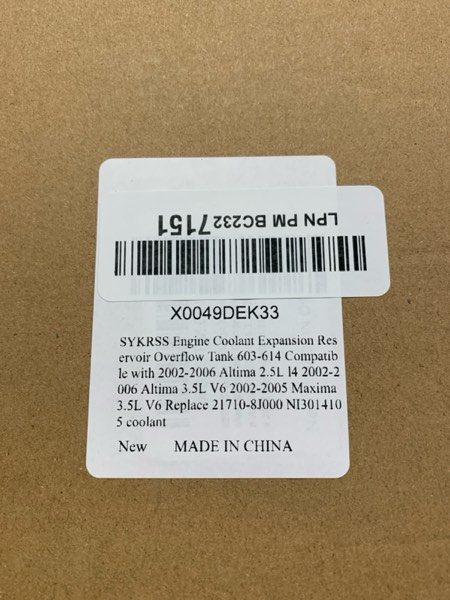 LPN PM BC2327151
X0049DEK33
SYKRSS Engine Coolant Expansion Res
ervoir Overflow Tank 603-614 Compatib
le with 2002-2006 Altima 2.5L l4 2002-2
006 Altima 3.5L V6 2002-2005 Maxima
3.5L V6 Replace 21710-8J000 NI301410
5 coolant
New MADE IN CHINA